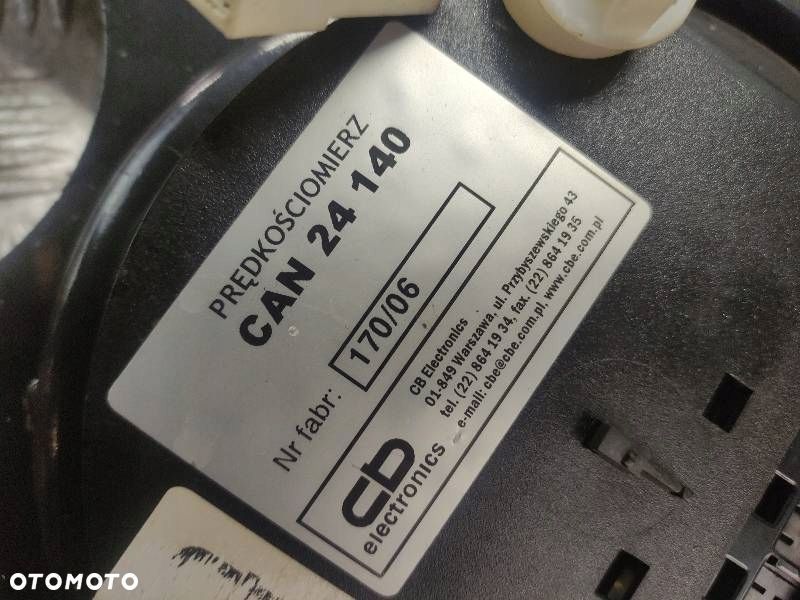 PRĘDKOŚCIOMIERZ
CAN 24 140
Nr fabr: 170/06
cb
electronics
CB Electronics
01-849 Warszawa, ul. Przybyszewskiego 43
tel. (22) 864 19 34, fax. (22) 864 19 35
e-mail: cbe@cbe.com.pl, www.cbe.com.pl
OTOMOTO